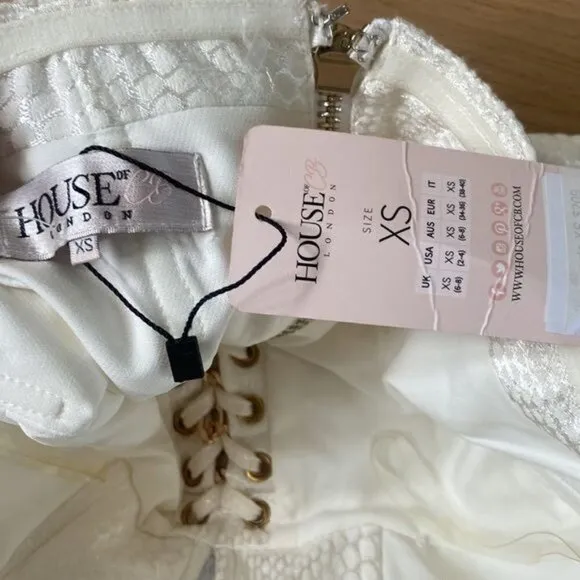 HOUSE OF CB
LONDON
XS
HOUSE OF CB
LONDON
SIZE
XS
UK USA AUS EUR IT
XS XS XS XS XS
(6-8) (2-4) (6-8) (34-36) (38-40)
WWW.HOUSEOFCB.COM